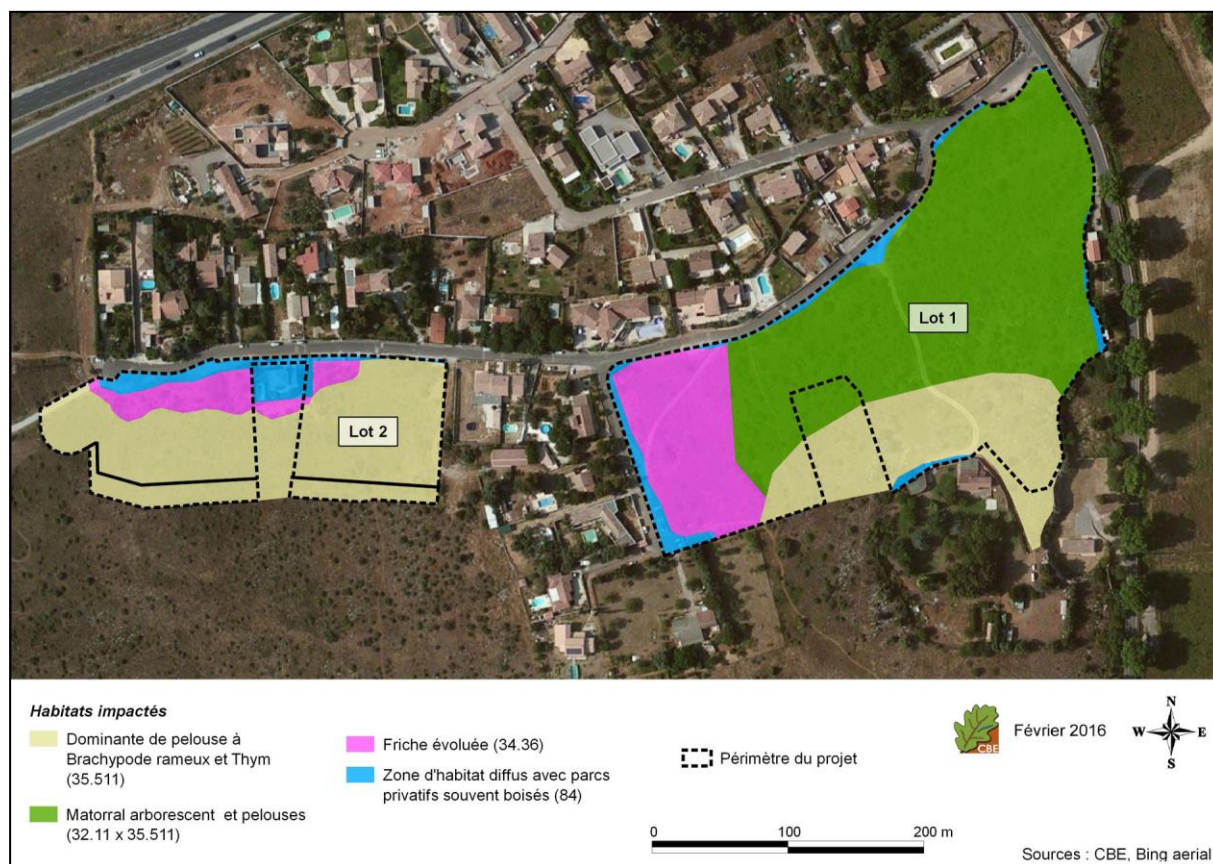 Lot 1
Lot 2
Habitats impactés
Dominante de pelouse à
Brachypode rameux et Thym
(35.511)
Matorral arborescent et pelouses
(32.11 x 35.511)
Friche évoluée (34.36)
Zone d'habitat diffus avec parcs
privatifs souvent boisés (84)
Périmètre du projet
CBE
Février 2016
N
W E
S
0 100 200 m
Sources : CBE, Bing aerial